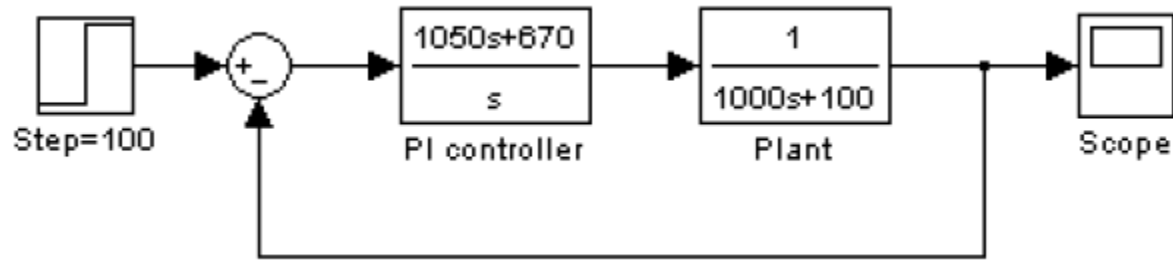 Step=100
+
−
1050s+670
s
PI controller
1
1000s+100
Plant
Scope